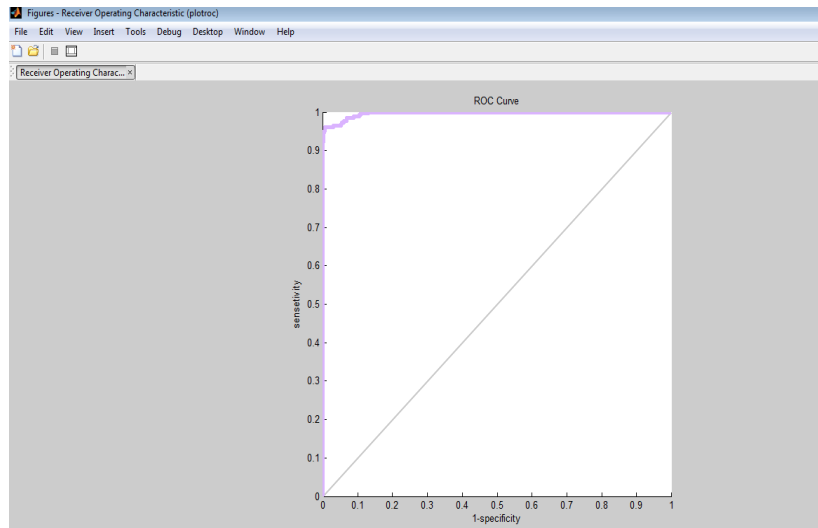 Figures - Receiver Operating Characteristic (plotroc)
File Edit View Insert Tools Debug Desktop Window Help
Receiver Operating Charac... ×
ROC Curve
1
0.9
0.8
0.7
0.6
0.5
0.4
0.3
0.2
0.1
0
sensetivity
0 0.1 0.2 0.3 0.4 0.5 0.6 0.7 0.8 0.9 1
1-specificity